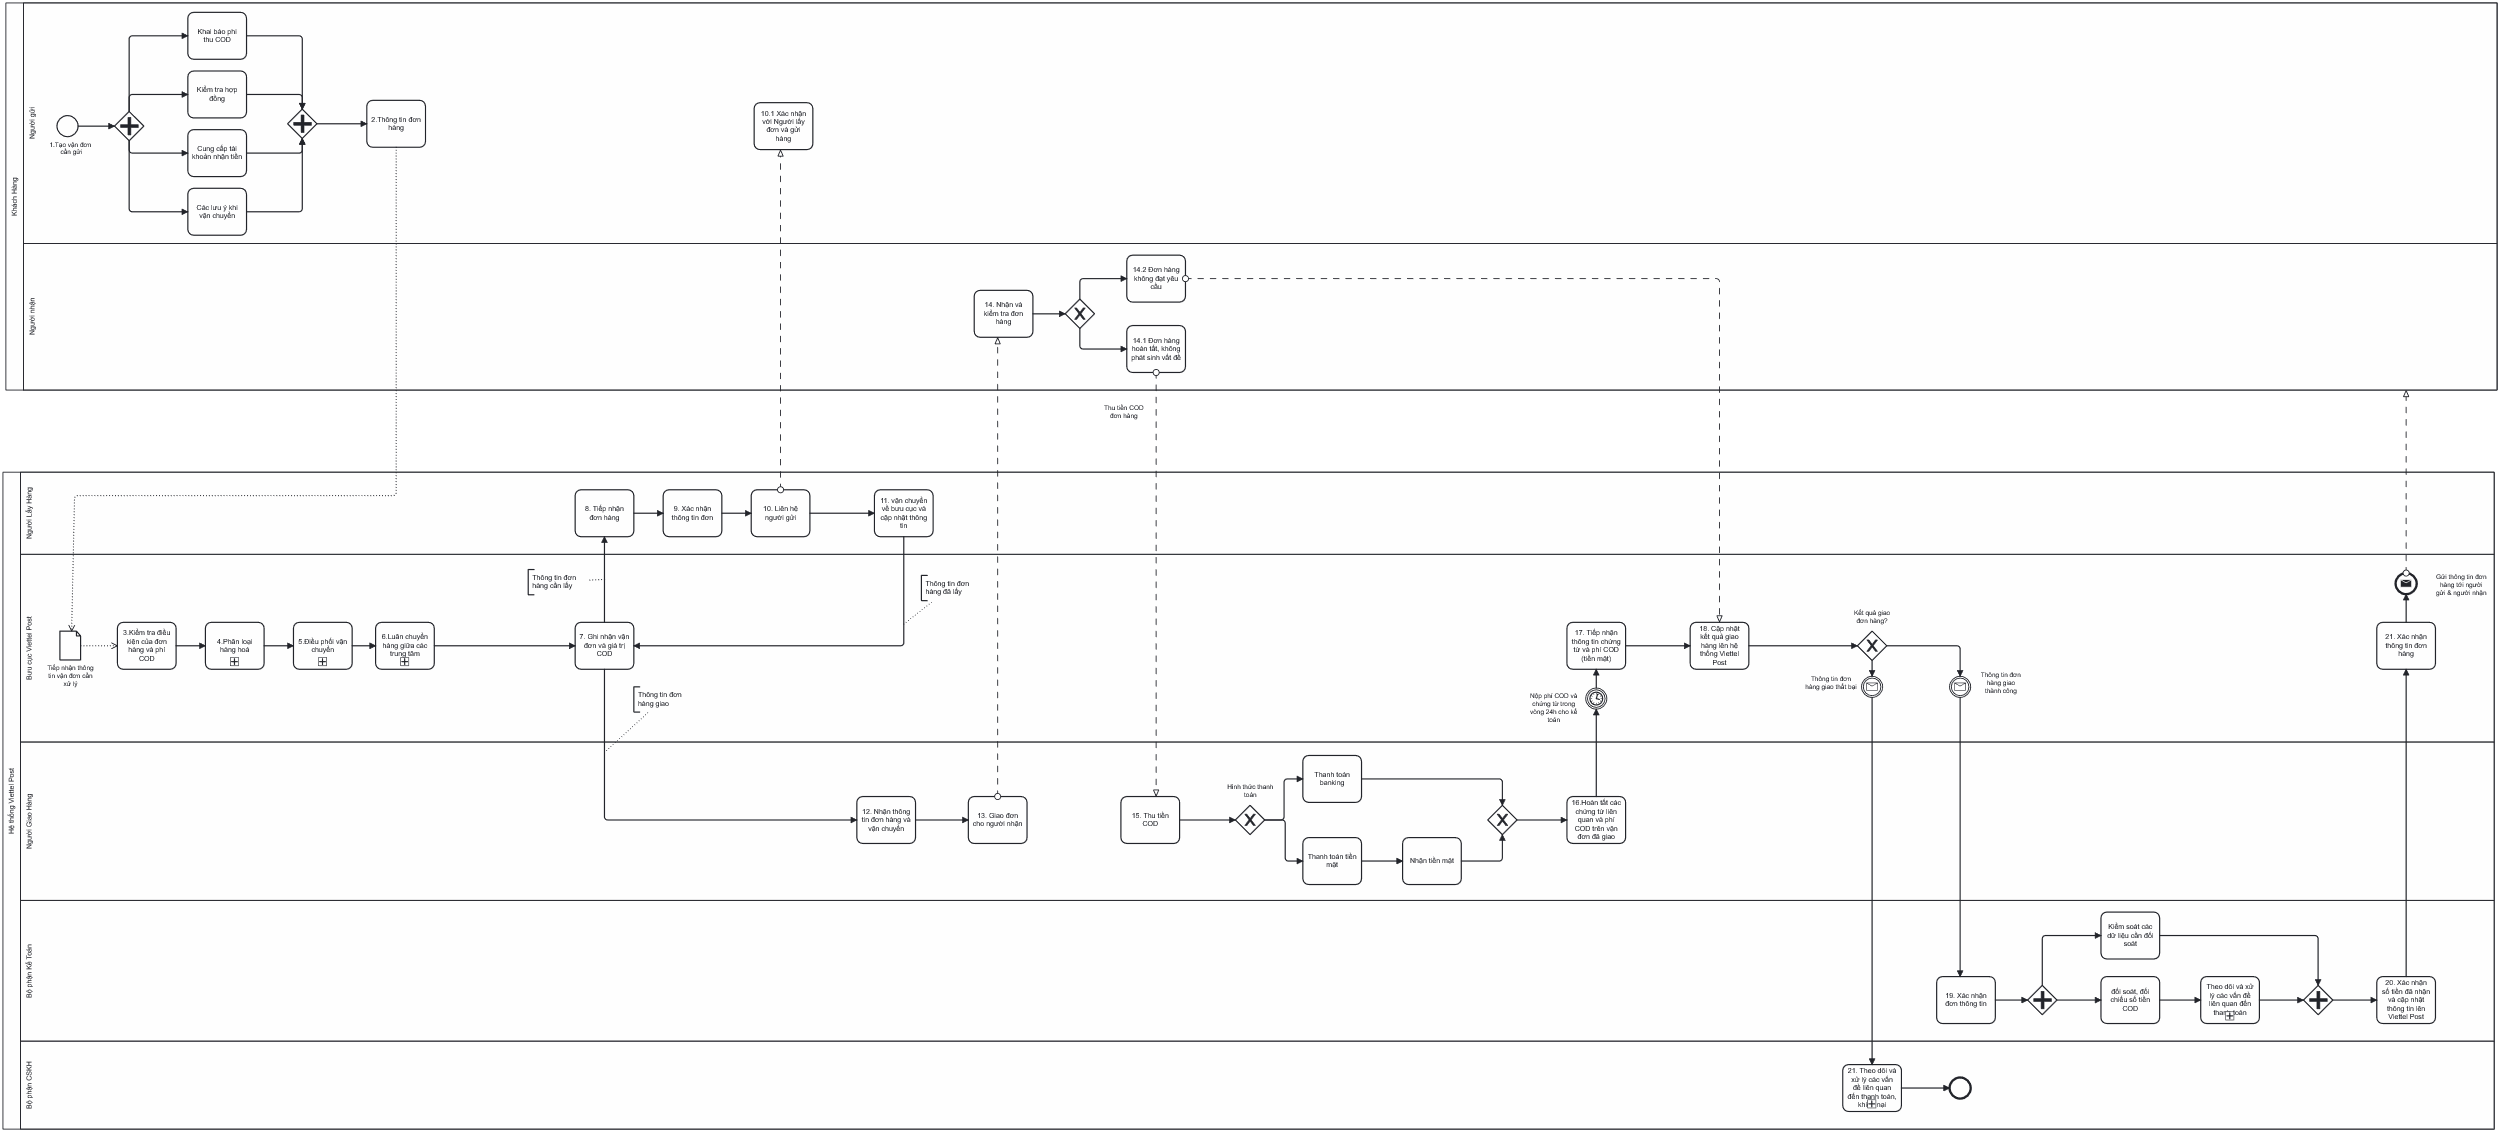 Khách Hàng
Người gửi
1.Tạo vận đơn
cần gửi
Khai báo phí
thu COD
Kiểm tra hợp
đồng
Cung cấp tài
khoản nhận tiền
Các lưu ý khi
vận chuyển
2.Thông tin đơn
hàng
10.1 Xác nhận
với Người lấy
đơn và gửi
hàng
Người nhận
14. Nhận và
kiểm tra đơn
hàng
14.2 Đơn hàng
không đạt yêu
cầu
14.1 Đơn hàng
hoàn tất, không
phát sinh vất đề
Thu tiền COD
đơn hàng
Hệ thống Viettel Post
Người Lấy Hàng
8. Tiếp nhận
đơn hàng
9. Xác nhận
thông tin đơn
10. Liên hệ
người gửi
11. vận chuyển
về bưu cục và
cập nhật thông
tin
Bưu cục Viettel Post
Thông tin đơn
hàng cần lấy
Thông tin đơn
hàng đã lấy
Tiếp nhận thông
tin vận đơn cần
xử lý
3.Kiểm tra điều
kiện của đơn
hàng và phí
COD
4.Phân loại
hàng hoá
5.Điều phối vận
chuyển
6.Luân chuyển
hàng giữa các
trung tâm
7. Ghi nhận vận
đơn và giá trị
COD
Thông tin đơn
hàng giao
17. Tiếp nhận
thông tin chứng
từ và phí COD
(tiền mặt)
Nộp phí COD và
chứng từ trong
vòng 24h cho kế
toán
18. Cập nhật
kết quả giao
hàng lên hệ
thống Viettel
Post
Kết quả giao
đơn hàng?
Thông tin đơn
hàng giao thất bại
Thông tin đơn
hàng giao
thành công
Gửi thông tin đơn
hàng tới người
gửi & người nhận
21. Xác nhận
thông tin đơn
hàng
Người Giao Hàng
12. Nhận thông
tin đơn hàng và
vận chuyển
13. Giao đơn
cho người nhận
15. Thu tiền
COD
Hình thức thanh
toán
Thanh toán
banking
Thanh toán tiền
mặt
Nhận tiền mặt
16.Hoàn tất các
chứng từ liên
quan và phí
COD trên vận
đơn đã giao
Bộ phận Kế Toán
19. Xác nhận
đơn thông tin
Kiểm soát các
dữ liệu cần đối
soát
đối soát, đối
chiếu số tiền
COD
Theo dõi và xử
lý các vấn đề
liên quan đến
thanh toán
20. Xác nhận
số tiền đã nhận
và cập nhật
thông tin lên
Viettel Post
Bộ phận CSKH
21. Theo dõi và
xử lý các vấn
đề liên quan
đến thanh toán,
khiếu nại